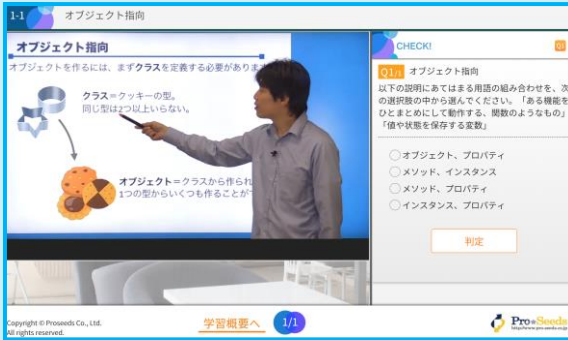 1-1 オブジェクト指向
オブジェクト指向
オブジェクトを作るには、まずクラスを定義する必要があります
クラス＝クッキーの型。
同じ型は2つ以上いらない。
オブジェクト＝クラスから作られ
1つの型からいくつも作ることが
CHECK!
Q1/1 オブジェクト指向
以下の説明にあてはまる用語の組み合わせを、次
の選択肢の中から選んでください。「ある機能を
ひとまとめにして動作する、関数のようなもの」
「値や状態を保存する変数」
オブジェクト、プロパティ
メソッド、インスタンス
メソッド、プロパティ
インスタンス、プロパティ
判定
Copyright © Proseeds Co., Ltd.
All rights reserved.
学習概要へ 1/1
Pro-Seeds